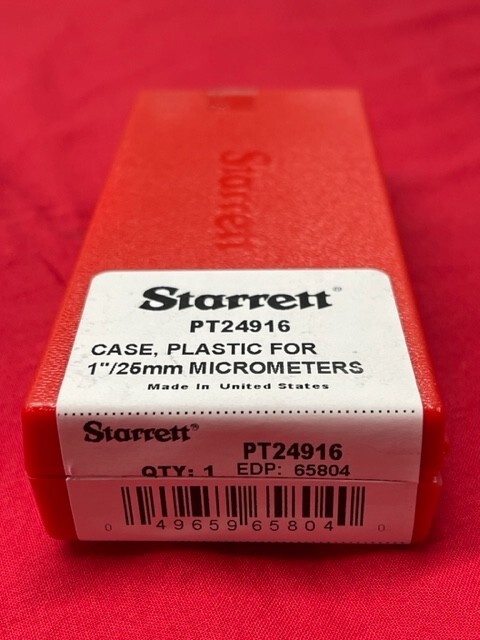 Starrett
Starrett®
PT24916
CASE, PLASTIC FOR
1"/25mm MICROMETERS
Made In United States
Starrett®
PT24916
QTY: 1 EDP: 65804
0 49659 65804 0